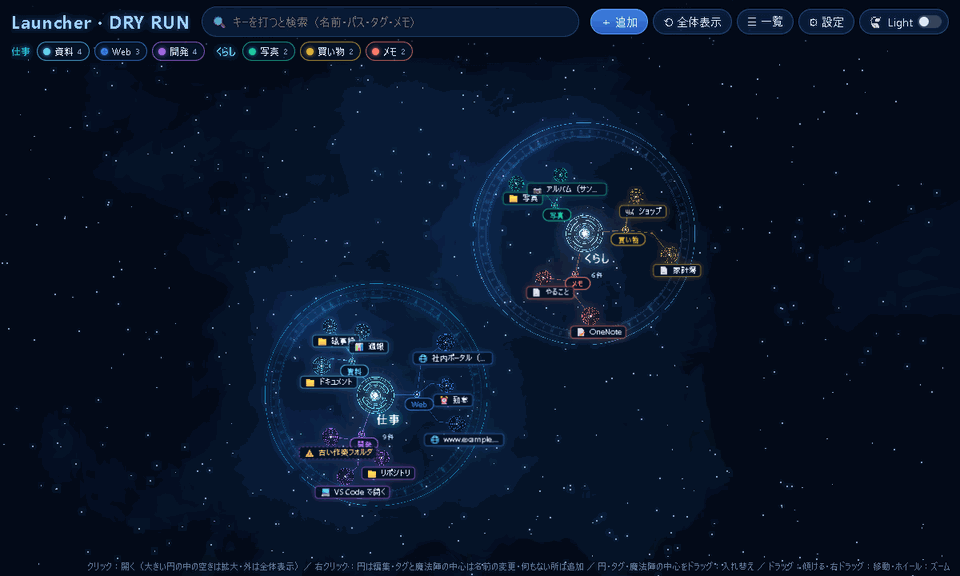 Launcher · DRY RUN
キーを打つと検索（名前・パス・タグ・メモ）
+ 追加
全体表示
一覧
設定
Light
仕事
資料 4
Web 3
開発 4
くらし
写真 2
買い物 2
メモ 2
アルバム（サン...
写真
写真
ショップ
買い物
くらし
6件
家計簿
メモ
やること
OneNote
議事録
週報
社内ポータル（...
資料
ドキュメント
Web
勤怠
仕事
9件
www.example...
開発
古い作業フォルダ
リポジトリ
VS Code で開く
クリック：開く（大きい円の中の空きは拡大・外は全体表示）／ 右クリック：円は編集・タグと魔法陣の中心は名前の変更・何もない所は追加 ／ 円・タグ・魔法陣の中心をドラッグ：入れ替え ／ ドラッグ：傾ける・右ドラッグ：移動・ホイール：ズーム